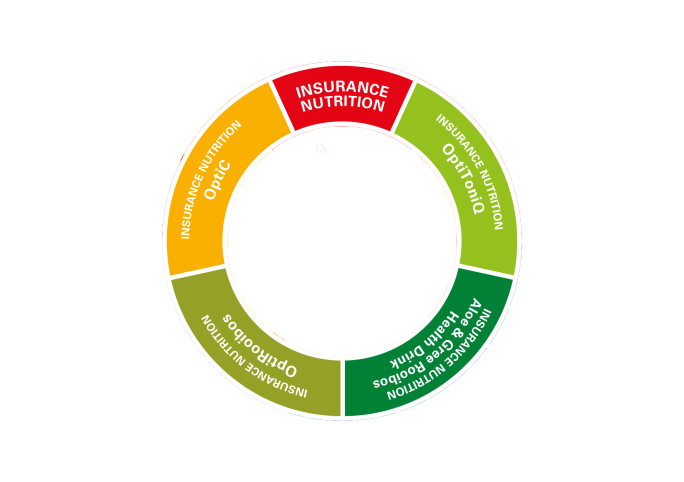 INSURANCE
NUTRITION
INSURANCE NUTRITION
OptiToniQ
INSURANCE NUTRITION
Aloe & Gree Rooibos
Health Drink
INSURANCE NUTRITION
OptiRooibos
INSURANCE NUTRITION
OptiC